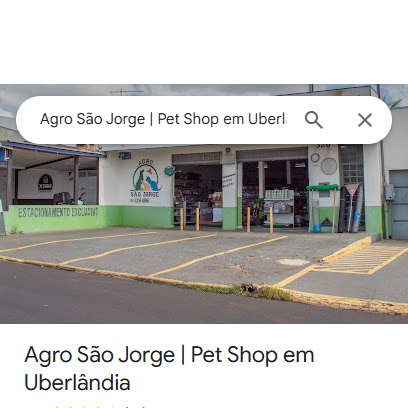 Agro São Jorge | Pet Shop em Uberlâ
AGRO
SÃO JORGE
ESTACIONAMENTO EXCLUSIVO
Agro São Jorge | Pet Shop em
Uberlândia